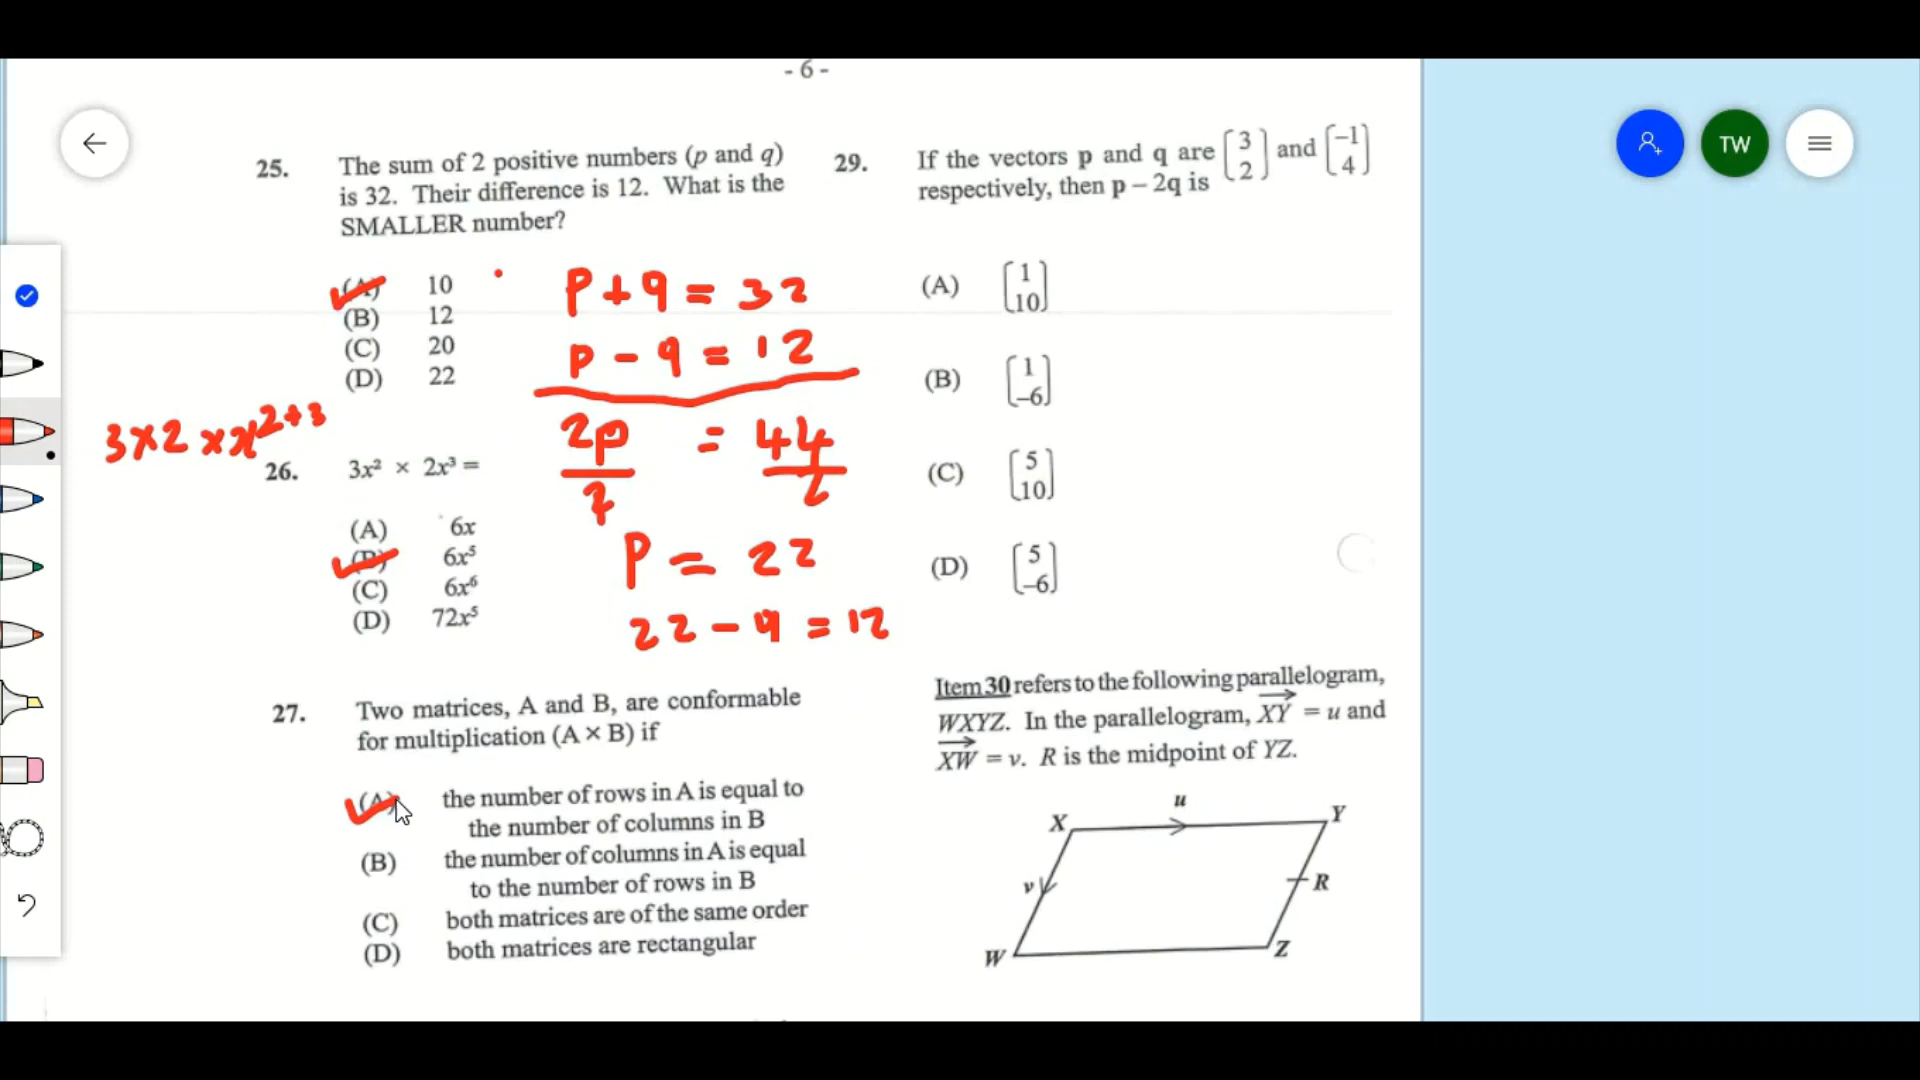 - 6 -
TW
25. The sum of 2 positive numbers (p and q)
is 32. Their difference is 12. What is the
SMALLER number?
(A) 10
(B) 12
(C) 20
(D) 22
p + q = 32
p - q = 12
2p = 44
2 2
P = 22
22 - q = 12
3 x 2 x x²⁺³
26. 3x² × 2x³ =
(A) 6x
(B) 6x⁵
(C) 6x⁶
(D) 72x⁵
27. Two matrices, A and B, are conformable
for multiplication (A × B) if
(A) the number of rows in A is equal to
the number of columns in B
(B) the number of columns in A is equal
to the number of rows in B
(C) both matrices are of the same order
(D) both matrices are rectangular
29. If the vectors p and q are [3 2] and [–1 4]
respectively, then p – 2q is
(A) [1 10]
(B) [1 –6]
(C) [5 10]
(D) [5 –6]
Item 30 refers to the following parallelogram,
WXYZ. In the parallelogram, XY = u and
XW = v. R is the midpoint of YZ.
u
X Y
v R
W Z